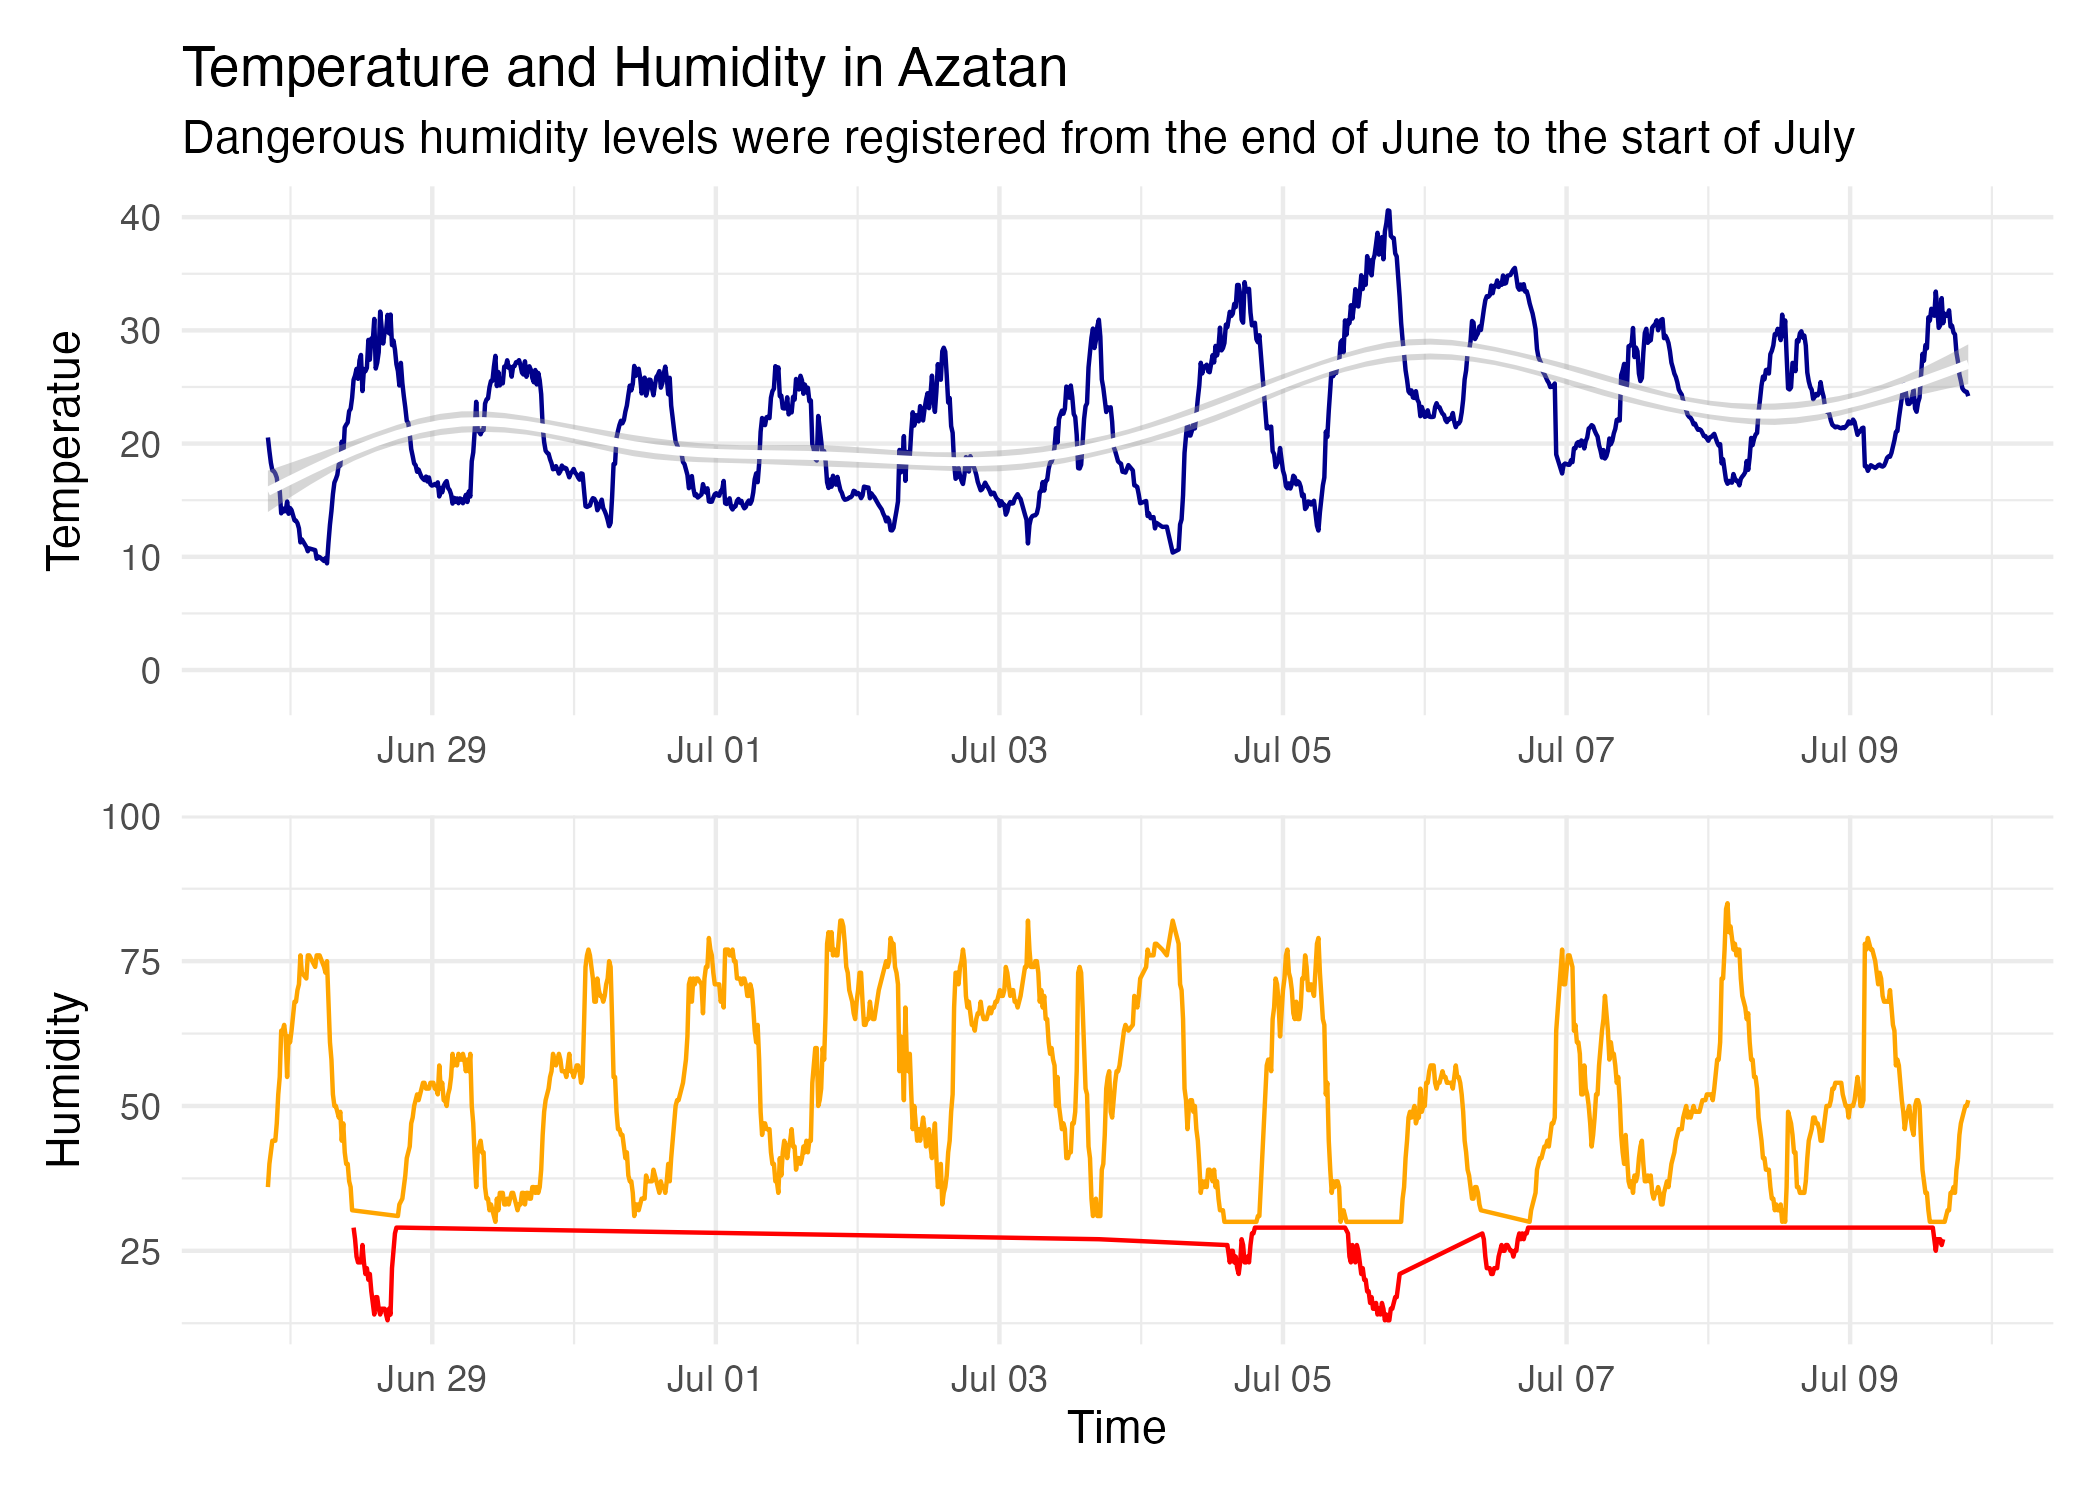 Temperature and Humidity in Azatan
Dangerous humidity levels were registered from the end of June to the start of July
Temperatue
40
30
20
10
0
Jun 29
Jul 01
Jul 03
Jul 05
Jul 07
Jul 09
Humidity
100
75
50
25
Jun 29
Jul 01
Jul 03
Jul 05
Jul 07
Jul 09
Time